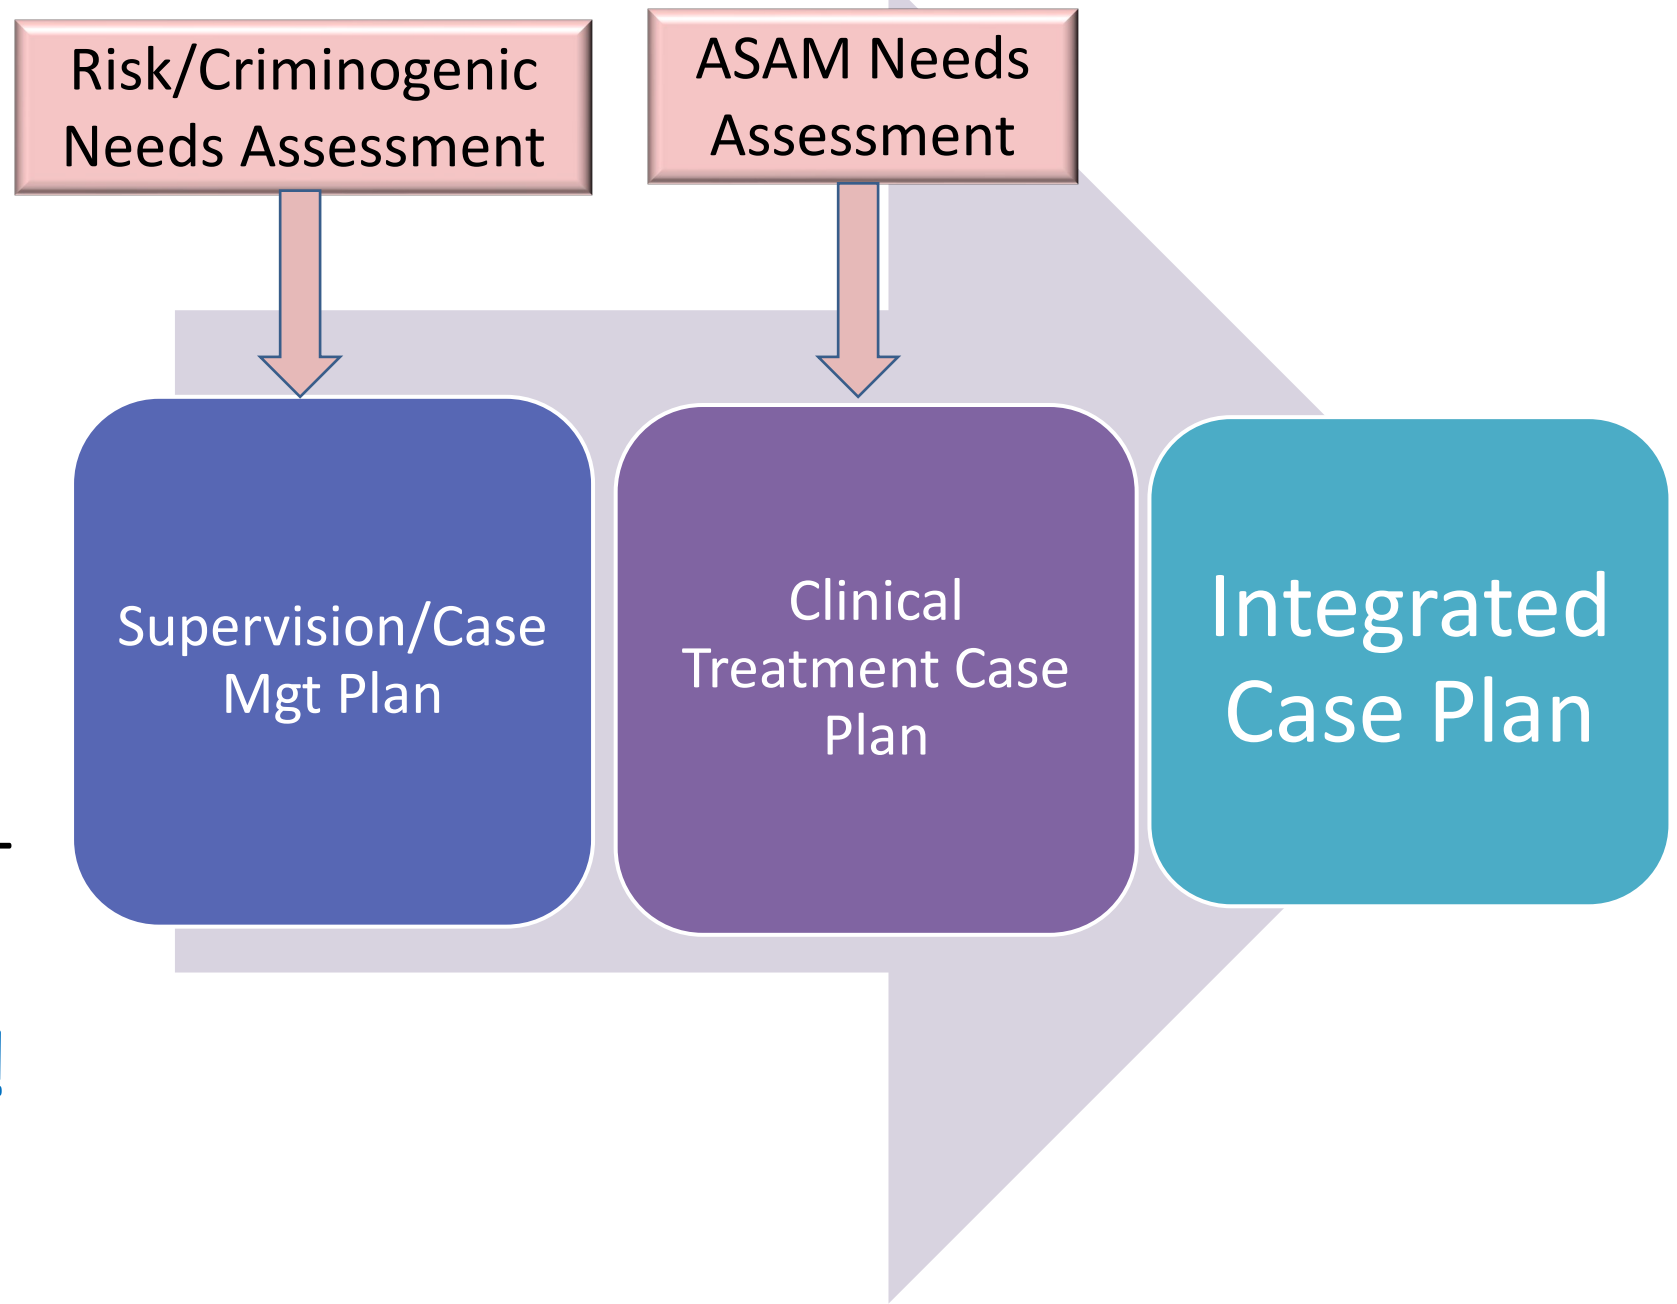 Risk/Criminogenic
Needs Assessment
ASAM Needs
Assessment
Supervision/Case
Mgt Plan
Clinical
Treatment Case
Plan
Integrated
Case Plan
!